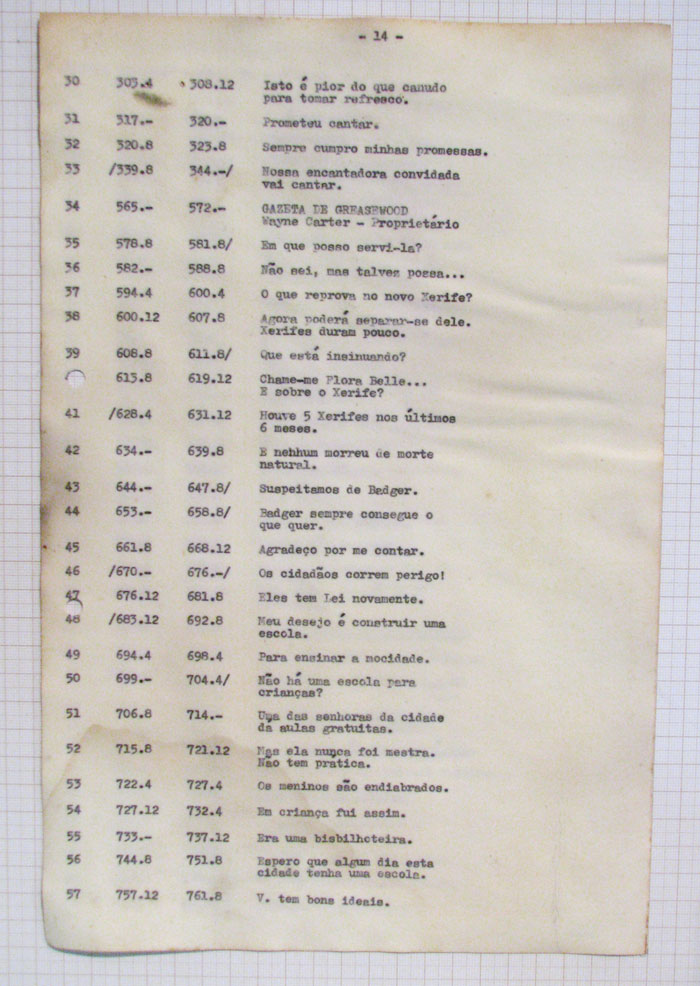 - 14 -
30 303.4 308.12 Isto é pior do que canudo
para tomar refresco.
31 317.- 320.- Prometeu cantar.
32 320.8 323.8 Sempre cumpro minhas promessas.
33 /339.8 344.-/ Nossa encantadora convidada
vai cantar.
34 565.- 572.- GAZETA DE GREASEWOOD
Wayne Carter - Proprietário
35 578.8 581.8/ Em que posso servi-la?
36 582.- 588.8 Não sei, mas talvez possa...
37 594.4 600.4 O que reprova no novo Xerife?
38 600.12 607.8 Agora poderá separar-se dele.
Xerifes duram pouco.
39 608.8 611.8/ Que está insinuando?
613.8 619.12 Chame-me Flora Belle...
E sobre o Xerife?
41 /628.4 631.12 Houve 5 Xerifes nos últimos
6 meses.
42 634.- 639.8 E nenhum morreu de morte
natural.
43 644.- 647.8/ Suspeitamos de Badger.
44 653.- 658.8/ Badger sempre consegue o
que quer.
45 661.8 668.12 Agradeço por me contar.
46 /670.- 676.-/ Os cidadãos correm perigo!
47 676.12 681.8 Eles tem Lei novamente.
48 /683.12 692.8 Meu desejo é construir uma
escola.
49 694.4 698.4 Para ensinar a mocidade.
50 699.- 704.4/ Não há uma escola para
crianças?
51 706.8 714.- Uma das senhoras da cidade
da aulas gratuitas.
52 715.8 721.12 Mas ela nunca foi mestra.
Não tem prática.
53 722.4 727.4 Os meninos são endiabrados.
54 727.12 732.4 Em criança fui assim.
55 733.- 737.12 Era uma bisbilhoteira.
56 744.8 751.8 Espero que algum dia esta
cidade tenha uma escola.
57 757.12 761.8 V. tem bons ideais.